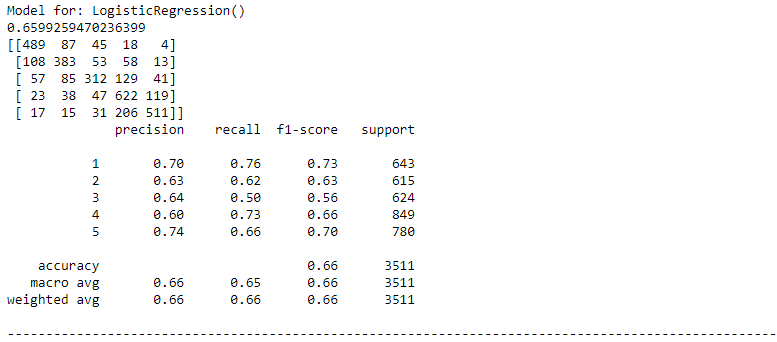 Model for: LogisticRegression()
0.6599259470236399
[[489  87  45  18   4]
 [108 383  53  58  13]
 [ 57  85 312 129  41]
 [ 23  38  47 622 119]
 [ 17  15  31 206 511]]
              precision    recall  f1-score   support

           1       0.70      0.76      0.73       643
           2       0.63      0.62      0.63       615
           3       0.64      0.50      0.56       624
           4       0.60      0.73      0.66       849
           5       0.74      0.66      0.70       780

    accuracy                           0.66      3511
   macro avg       0.66      0.65      0.66      3511
weighted avg       0.66      0.66      0.66      3511

----------------------------------------------------------------------------------------------------